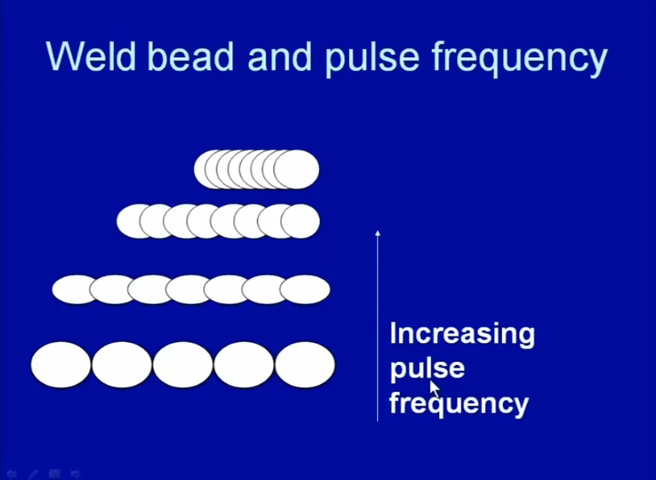 Weld bead and pulse frequency
Increasing
pulse
frequency